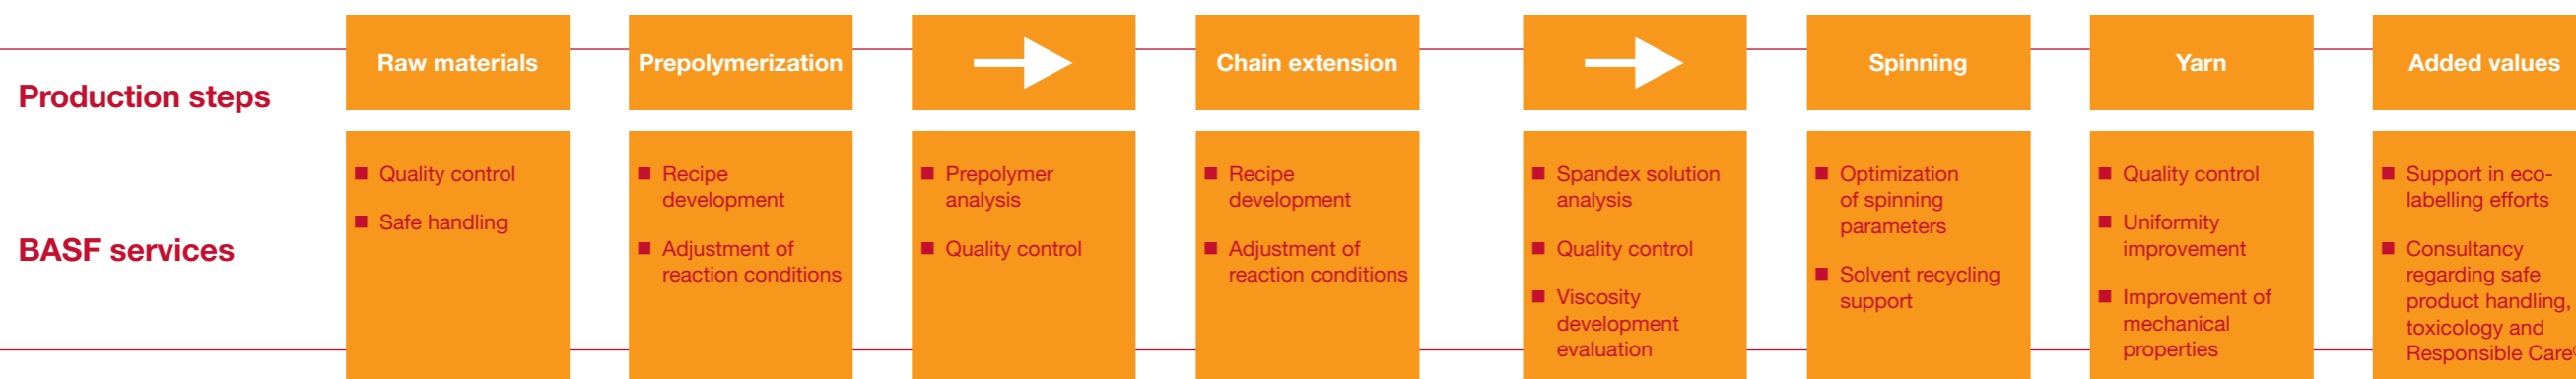 Production steps
Raw materials
Prepolymerization
Chain extension
Spinning
Yarn
Added values
BASF services
■ Quality control
■ Safe handling
■ Recipe
development
■ Adjustment of
reaction conditions
■ Prepolymer
analysis
■ Quality control
■ Recipe
development
■ Adjustment of
reaction conditions
■ Spandex solution
analysis
■ Quality control
■ Viscosity
development
evaluation
■ Optimization
of spinning
parameters
■ Solvent recycling
support
■ Quality control
■ Uniformity
improvement
■ Improvement of
mechanical
properties
■ Support in eco-
labelling efforts
■ Consultancy
regarding safe
product handling,
toxicology and
Responsible Care®